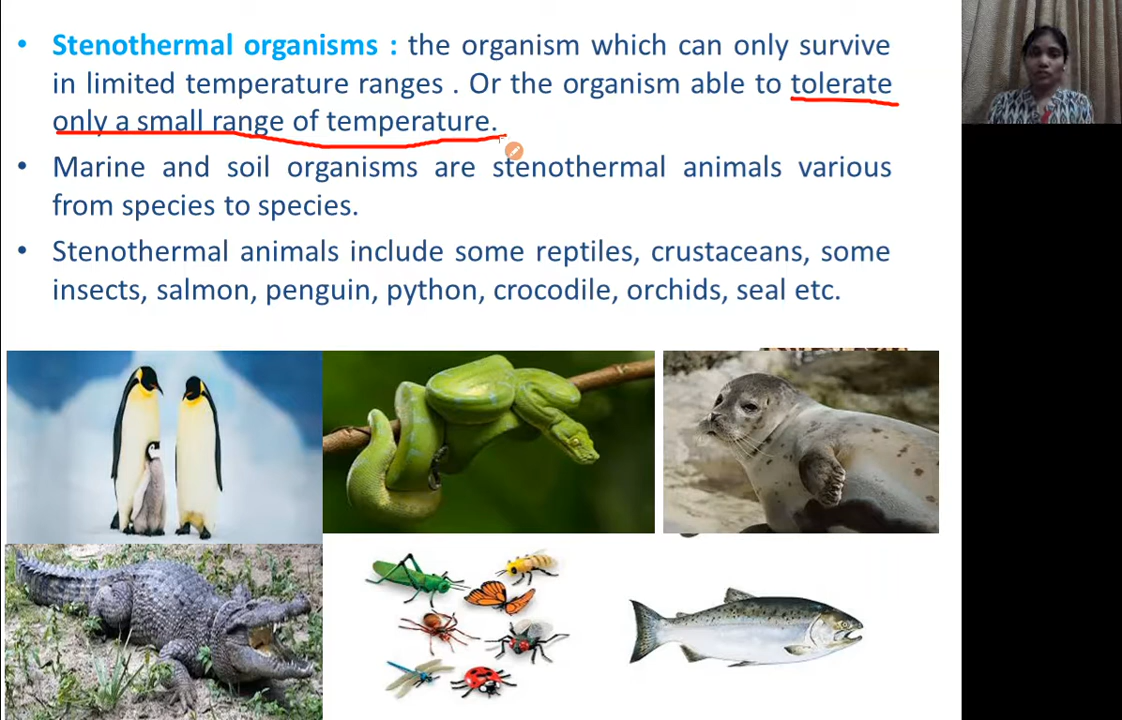 • Stenothermal organisms : the organism which can only survive
in limited temperature ranges . Or the organism able to tolerate
only a small range of temperature.
• Marine and soil organisms are stenothermal animals various
from species to species.
• Stenothermal animals include some reptiles, crustaceans, some
insects, salmon, penguin, python, crocodile, orchids, seal etc.